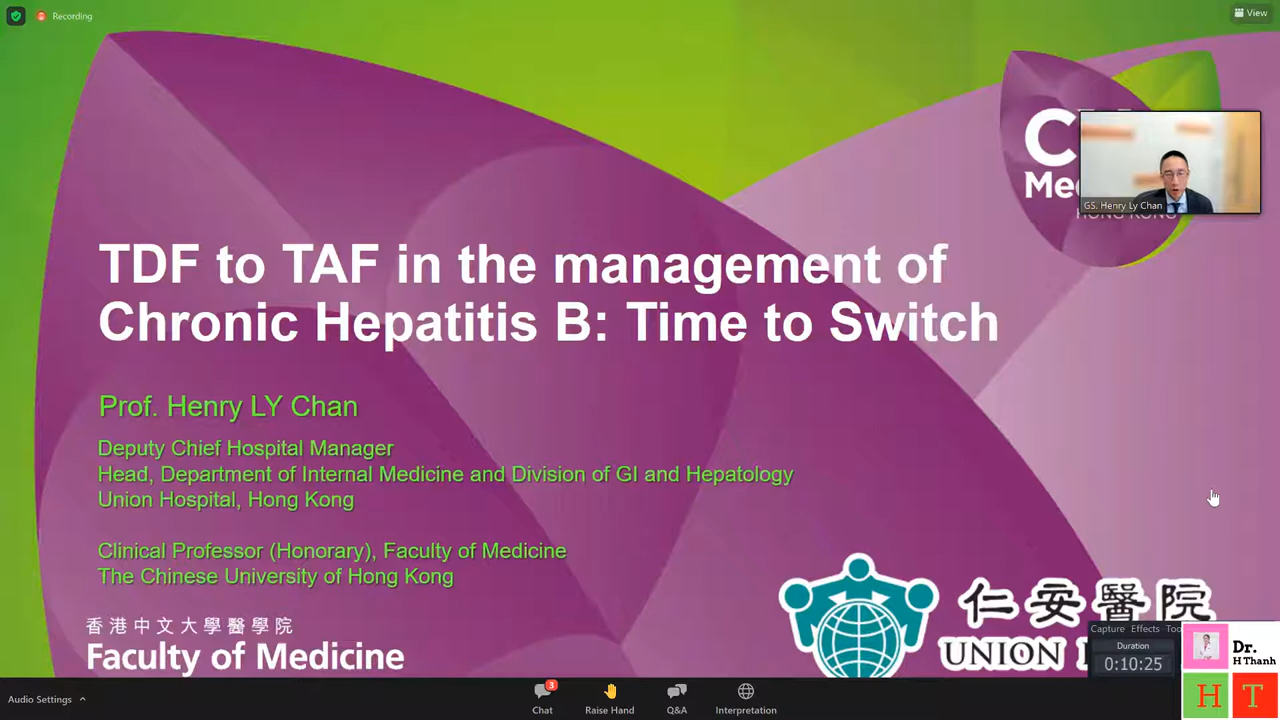 Recording
View
C
Me
HONG KONG
GS. Henry Ly Chan
TDF to TAF in the management of
Chronic Hepatitis B: Time to Switch
Prof. Henry LY Chan
Deputy Chief Hospital Manager
Head, Department of Internal Medicine and Division of GI and Hepatology
Union Hospital, Hong Kong
Clinical Professor (Honorary), Faculty of Medicine
The Chinese University of Hong Kong
香港中文大學醫學院
Faculty of Medicine
仁安醫院
UNION
Capture Effects Too
Duration
0:10:25
Dr.
H Thanh
H T
Audio Settings
3
Chat
Raise Hand
Q&A
Interpretation